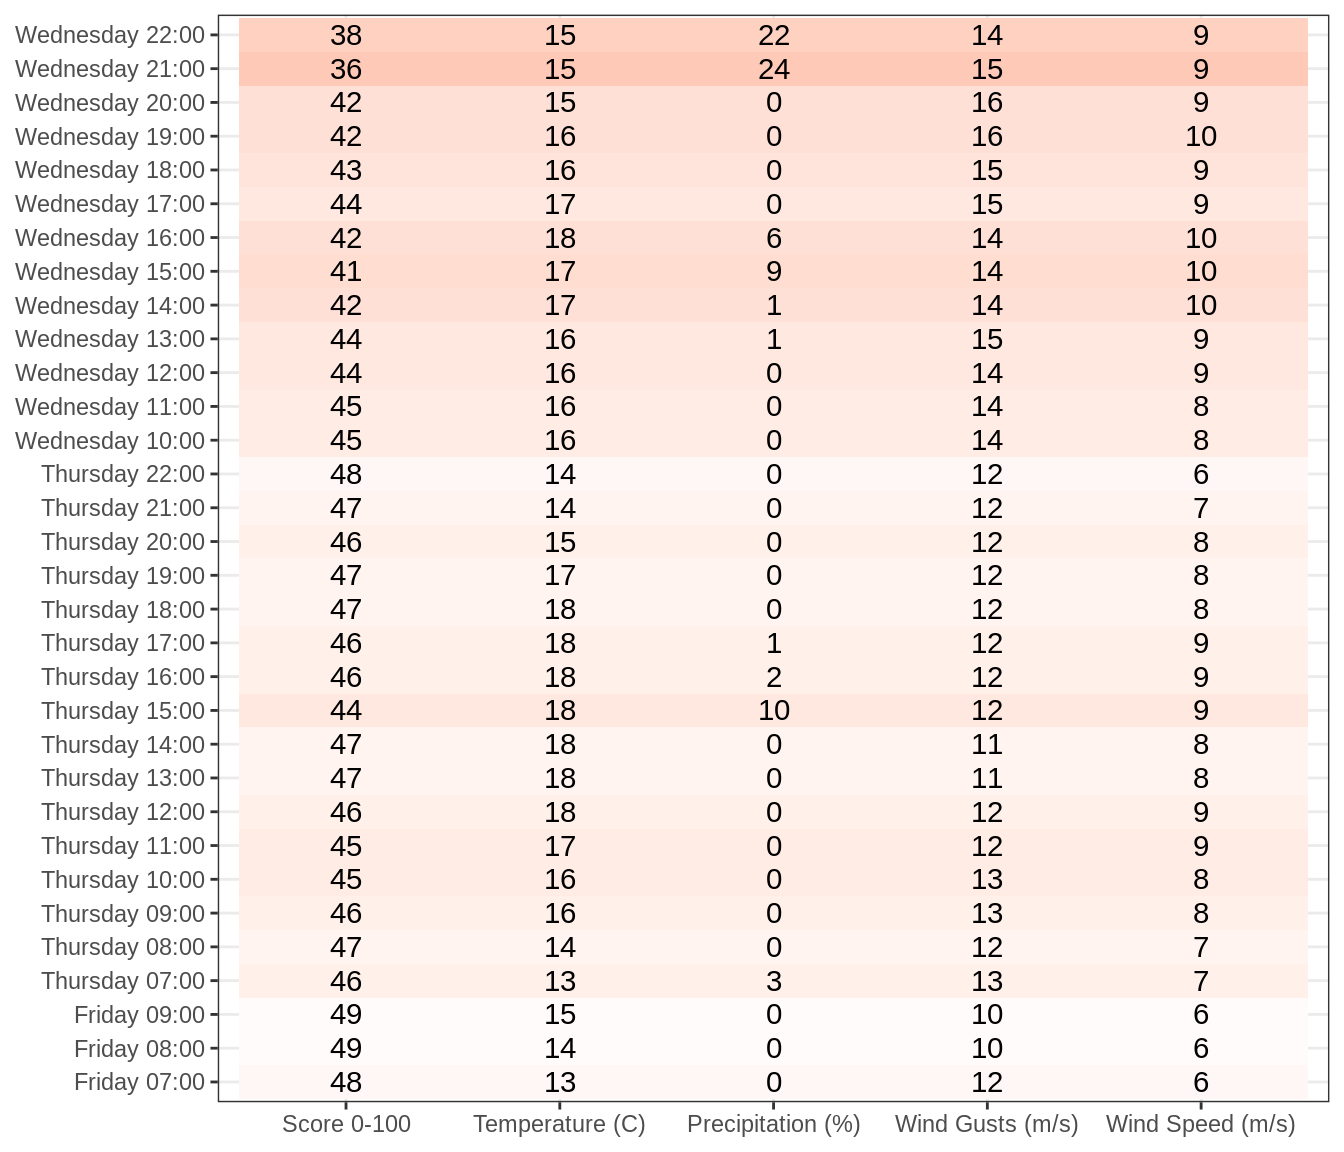 Wednesday 22:00 38 15 22 14 9
Wednesday 21:00 36 15 24 15 9
Wednesday 20:00 42 15 0 16 9
Wednesday 19:00 42 16 0 16 10
Wednesday 18:00 43 16 0 15 9
Wednesday 17:00 44 17 0 15 9
Wednesday 16:00 42 18 6 14 10
Wednesday 15:00 41 17 9 14 10
Wednesday 14:00 42 17 1 14 10
Wednesday 13:00 44 16 1 15 9
Wednesday 12:00 44 16 0 14 9
Wednesday 11:00 45 16 0 14 8
Wednesday 10:00 45 16 0 14 8
Thursday 22:00 48 14 0 12 6
Thursday 21:00 47 14 0 12 7
Thursday 20:00 46 15 0 12 8
Thursday 19:00 47 17 0 12 8
Thursday 18:00 47 18 0 12 8
Thursday 17:00 46 18 1 12 9
Thursday 16:00 46 18 2 12 9
Thursday 15:00 44 18 10 12 9
Thursday 14:00 47 18 0 11 8
Thursday 13:00 47 18 0 11 8
Thursday 12:00 46 18 0 12 9
Thursday 11:00 45 17 0 12 9
Thursday 10:00 45 16 0 13 8
Thursday 09:00 46 16 0 13 8
Thursday 08:00 47 14 0 12 7
Thursday 07:00 46 13 3 13 7
Friday 09:00 49 15 0 10 6
Friday 08:00 49 14 0 10 6
Friday 07:00 48 13 0 12 6
Score 0-100 Temperature (C) Precipitation (%) Wind Gusts (m/s) Wind Speed (m/s)